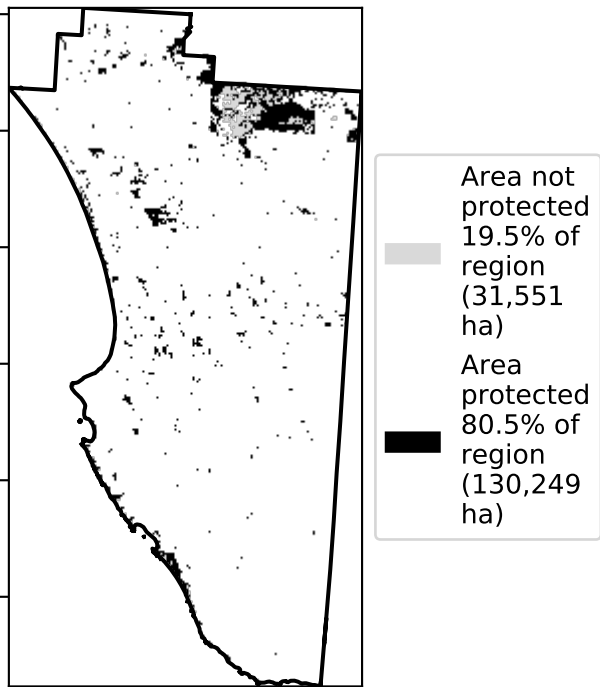 Area not
protected
19.5% of
region
(31,551
ha)
Area
protected
80.5% of
region
(130,249
ha)